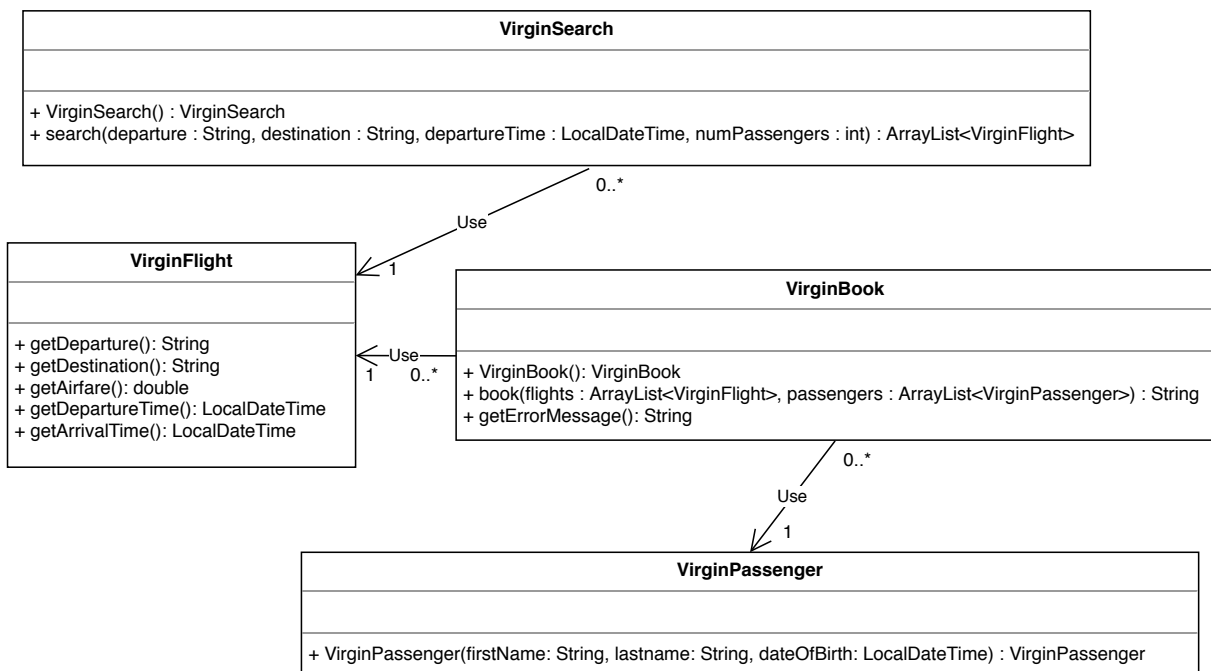 VirginSearch
+ VirginSearch() : VirginSearch
+ search(departure : String, destination : String, departureTime : LocalDateTime, numPassengers : int) : ArrayList<VirginFlight>
0..*
Use
1
VirginFlight
+ getDeparture(): String
+ getDestination(): String
+ getAirfare(): double
+ getDepartureTime(): LocalDateTime
+ getArrivalTime(): LocalDateTime
Use
1
0..*
VirginBook
+ VirginBook(): VirginBook
+ book(flights : ArrayList<VirginFlight>, passengers : ArrayList<VirginPassenger>) : String
+ getErrorMessage(): String
0..*
Use
1
VirginPassenger
+ VirginPassenger(firstName: String, lastname: String, dateOfBirth: LocalDateTime) : VirginPassenger